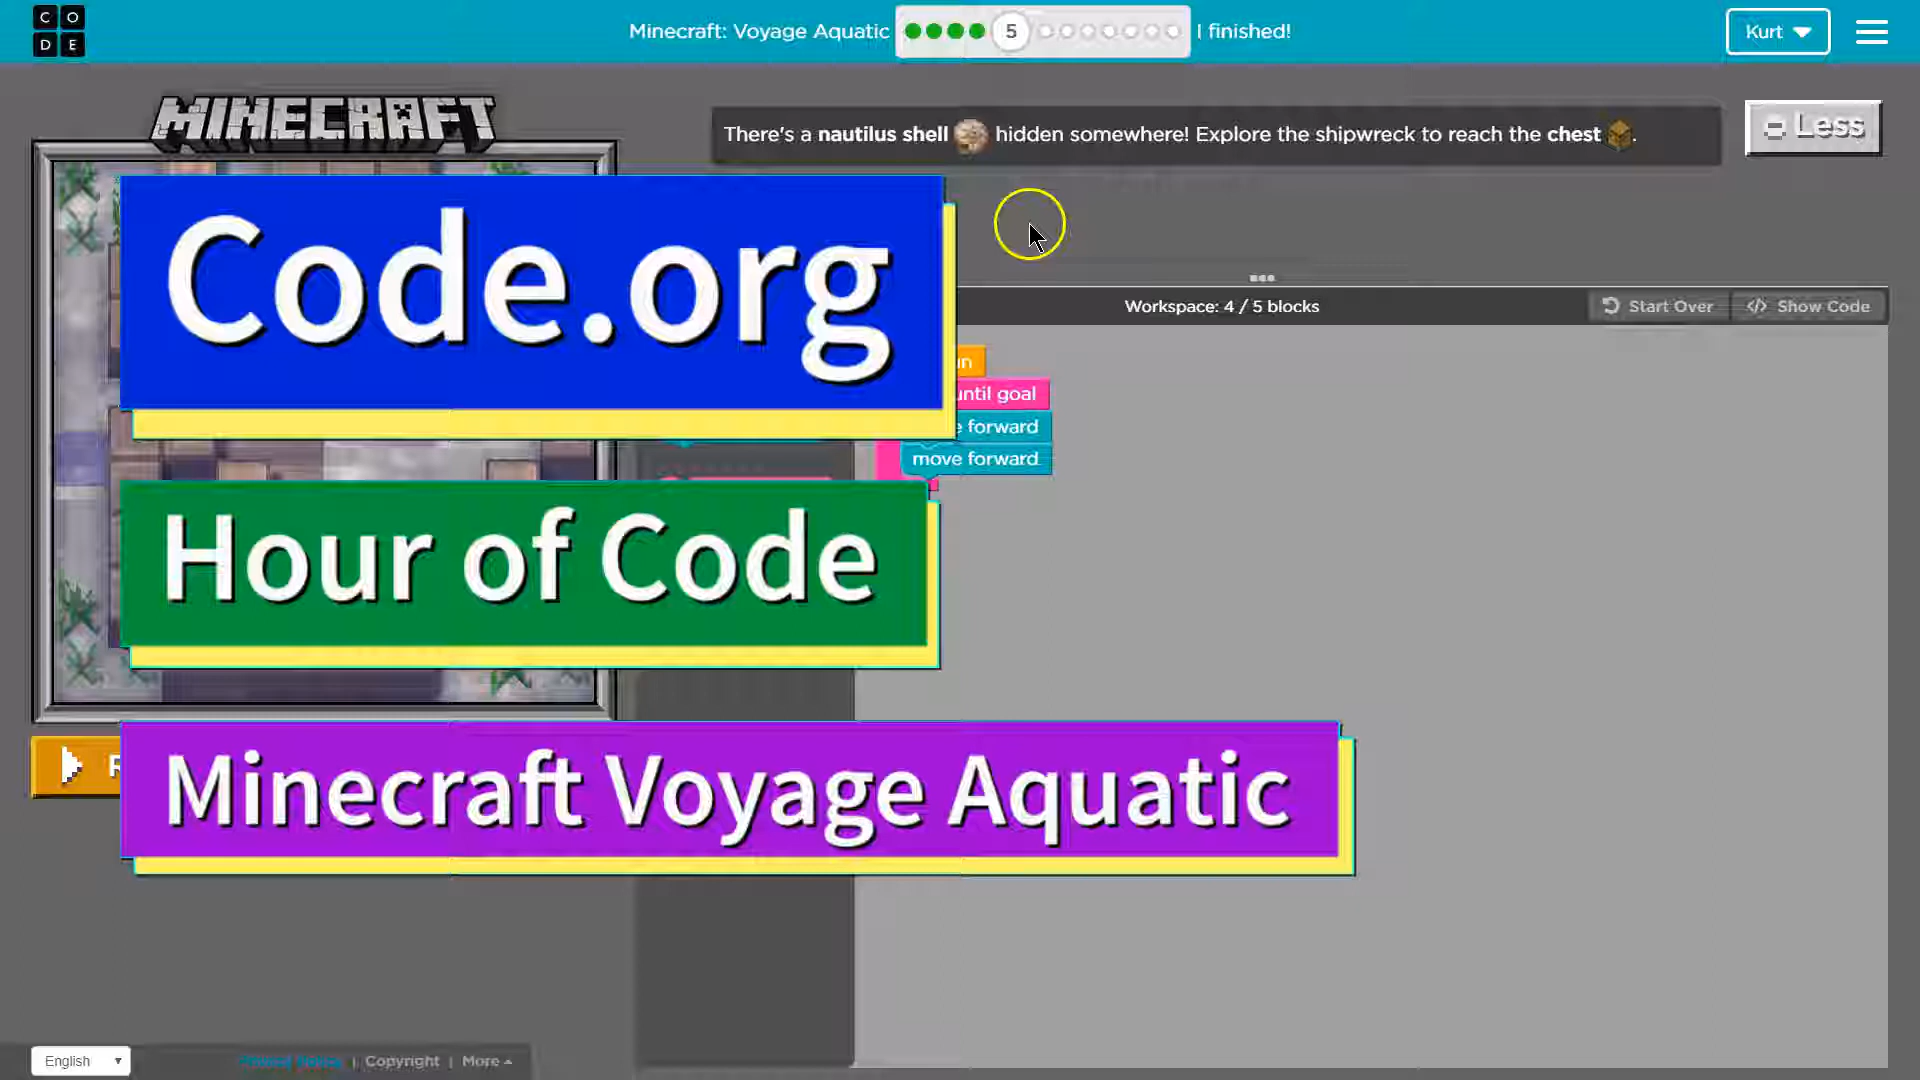 C O
D E
Minecraft: Voyage Aquatic
5
I finished!
Kurt
MINECRAFT
There's a nautilus shell hidden somewhere! Explore the shipwreck to reach the chest .
Less
Code.org
Workspace: 4 / 5 blocks
Start Over
</> Show Code
until goal
forward
move forward
Hour of Code
Minecraft Voyage Aquatic
English
Privacy Policy | Copyright | More